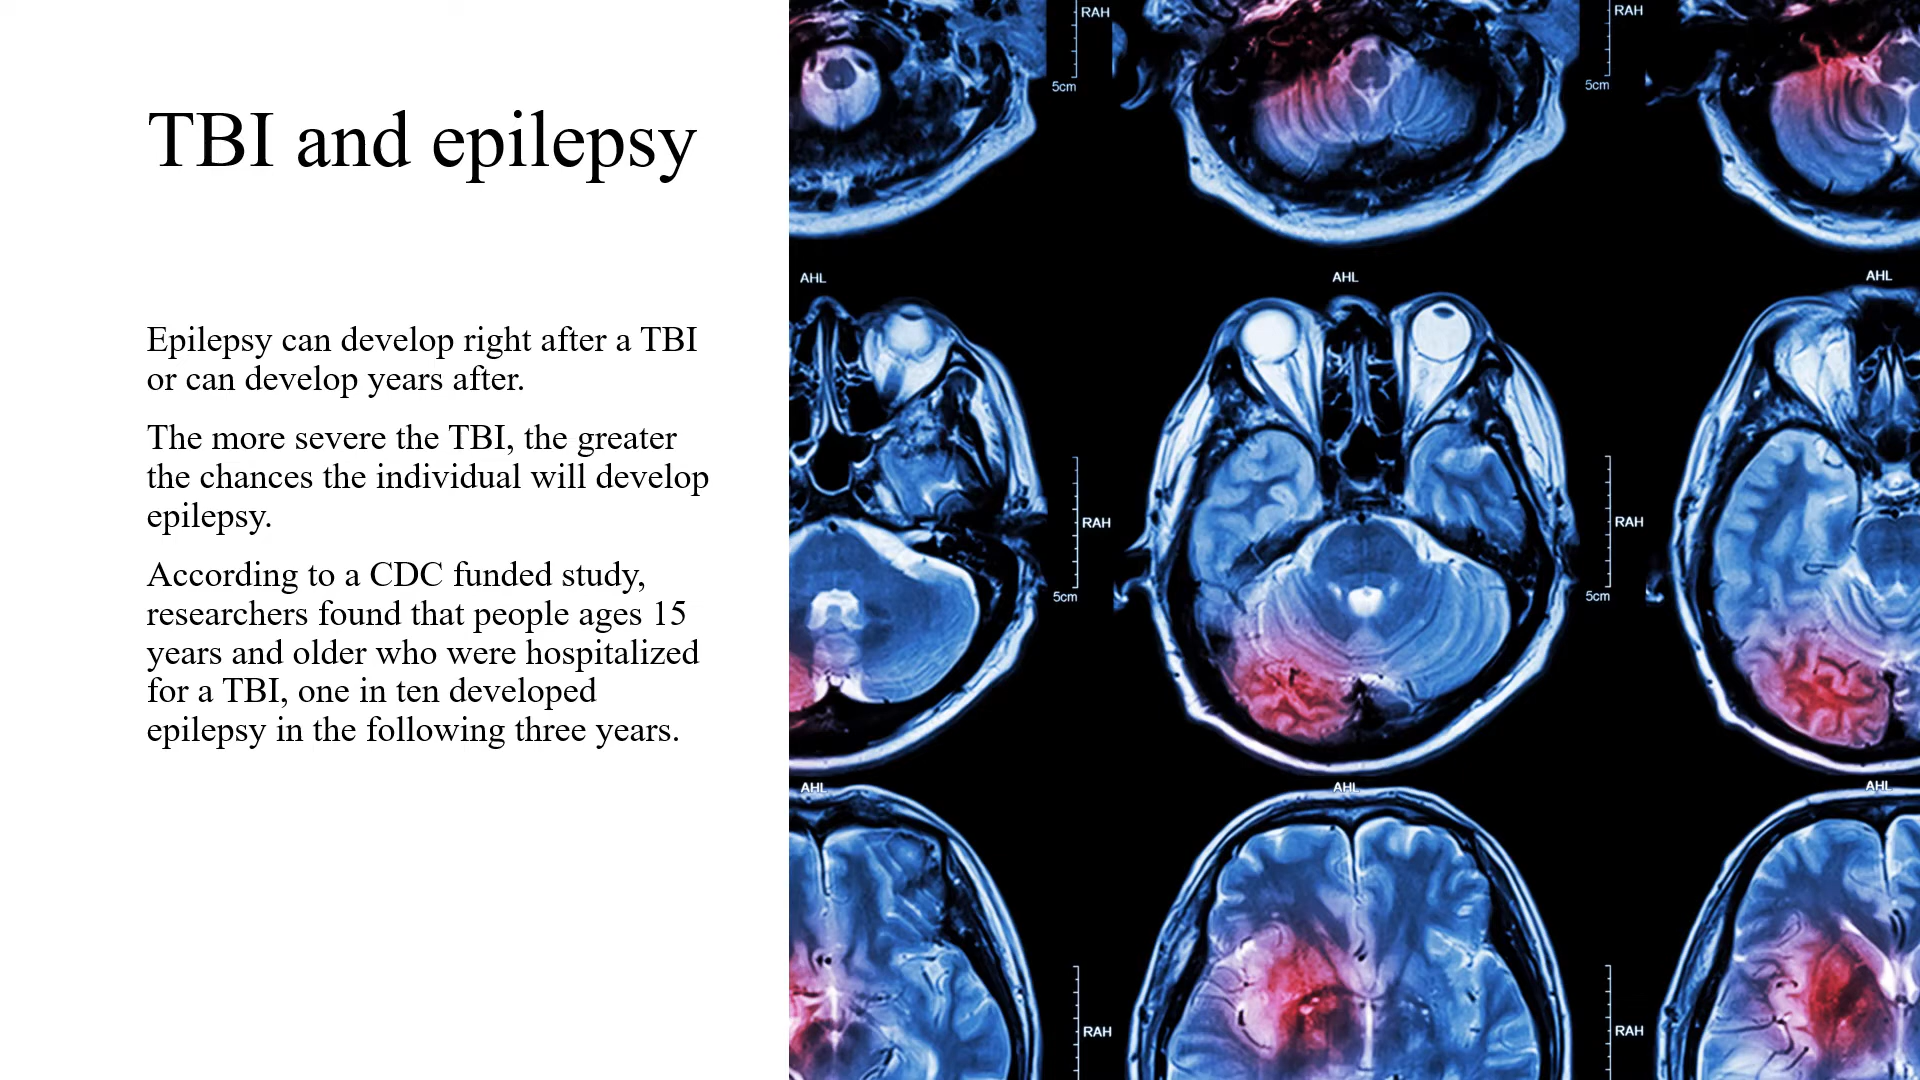 TBI and epilepsy
Epilepsy can develop right after a TBI
or can develop years after.
The more severe the TBI, the greater
the chances the individual will develop
epilepsy.
According to a CDC funded study,
researchers found that people ages 15
years and older who were hospitalized
for a TBI, one in ten developed
epilepsy in the following three years.
RAH
5cm
RAH
5cm
AHL
AHL
AHL
RAH
5cm
RAH
5cm
AHL
AHL
AHL
RAH
RAH